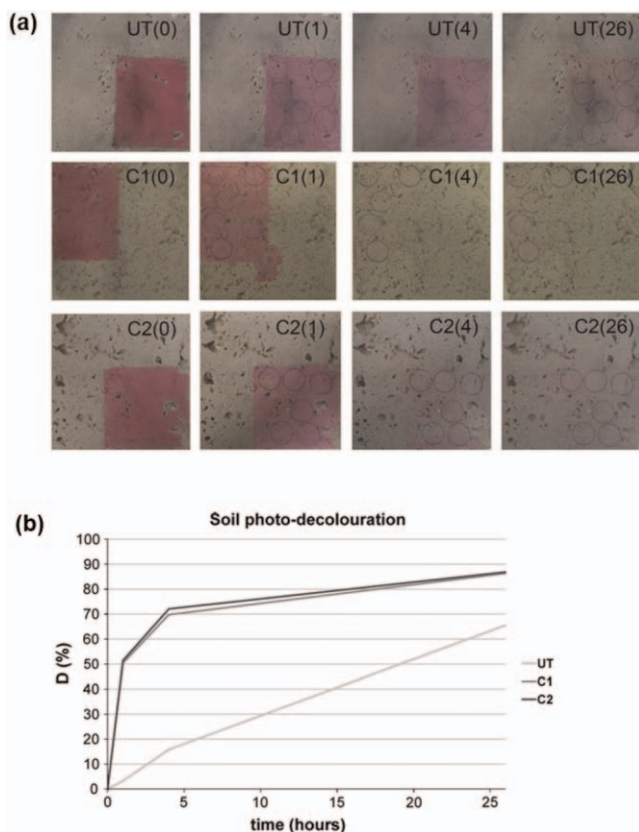 (a)
UT(0) UT(1) UT(4) UT(26)
C1(0) C1(1) C1(4) C1(26)
C2(0) C2(1) C2(4) C2(26)
(b)
Soil photo-decolouration
100
90
80
70
60
50
40
30
20
10
0
D (%)
0 5 10 15 20 25
time (hours)
UT
C1
C2